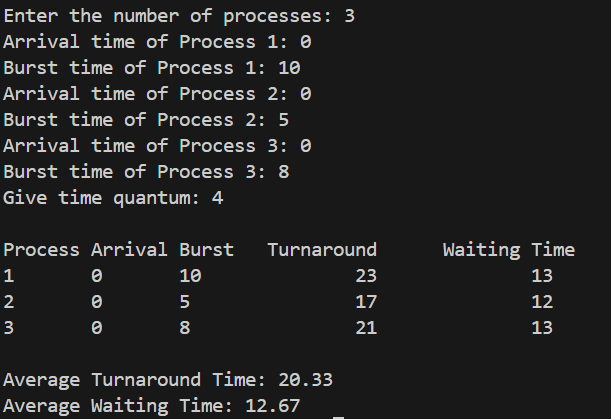 Enter the number of processes: 3
Arrival time of Process 1: 0
Burst time of Process 1: 10
Arrival time of Process 2: 0
Burst time of Process 2: 5
Arrival time of Process 3: 0
Burst time of Process 3: 8
Give time quantum: 4
Process Arrival Burst Turnaround Waiting Time
1 0 10 23 13
2 0 5 17 12
3 0 8 21 13
Average Turnaround Time: 20.33
Average Waiting Time: 12.67